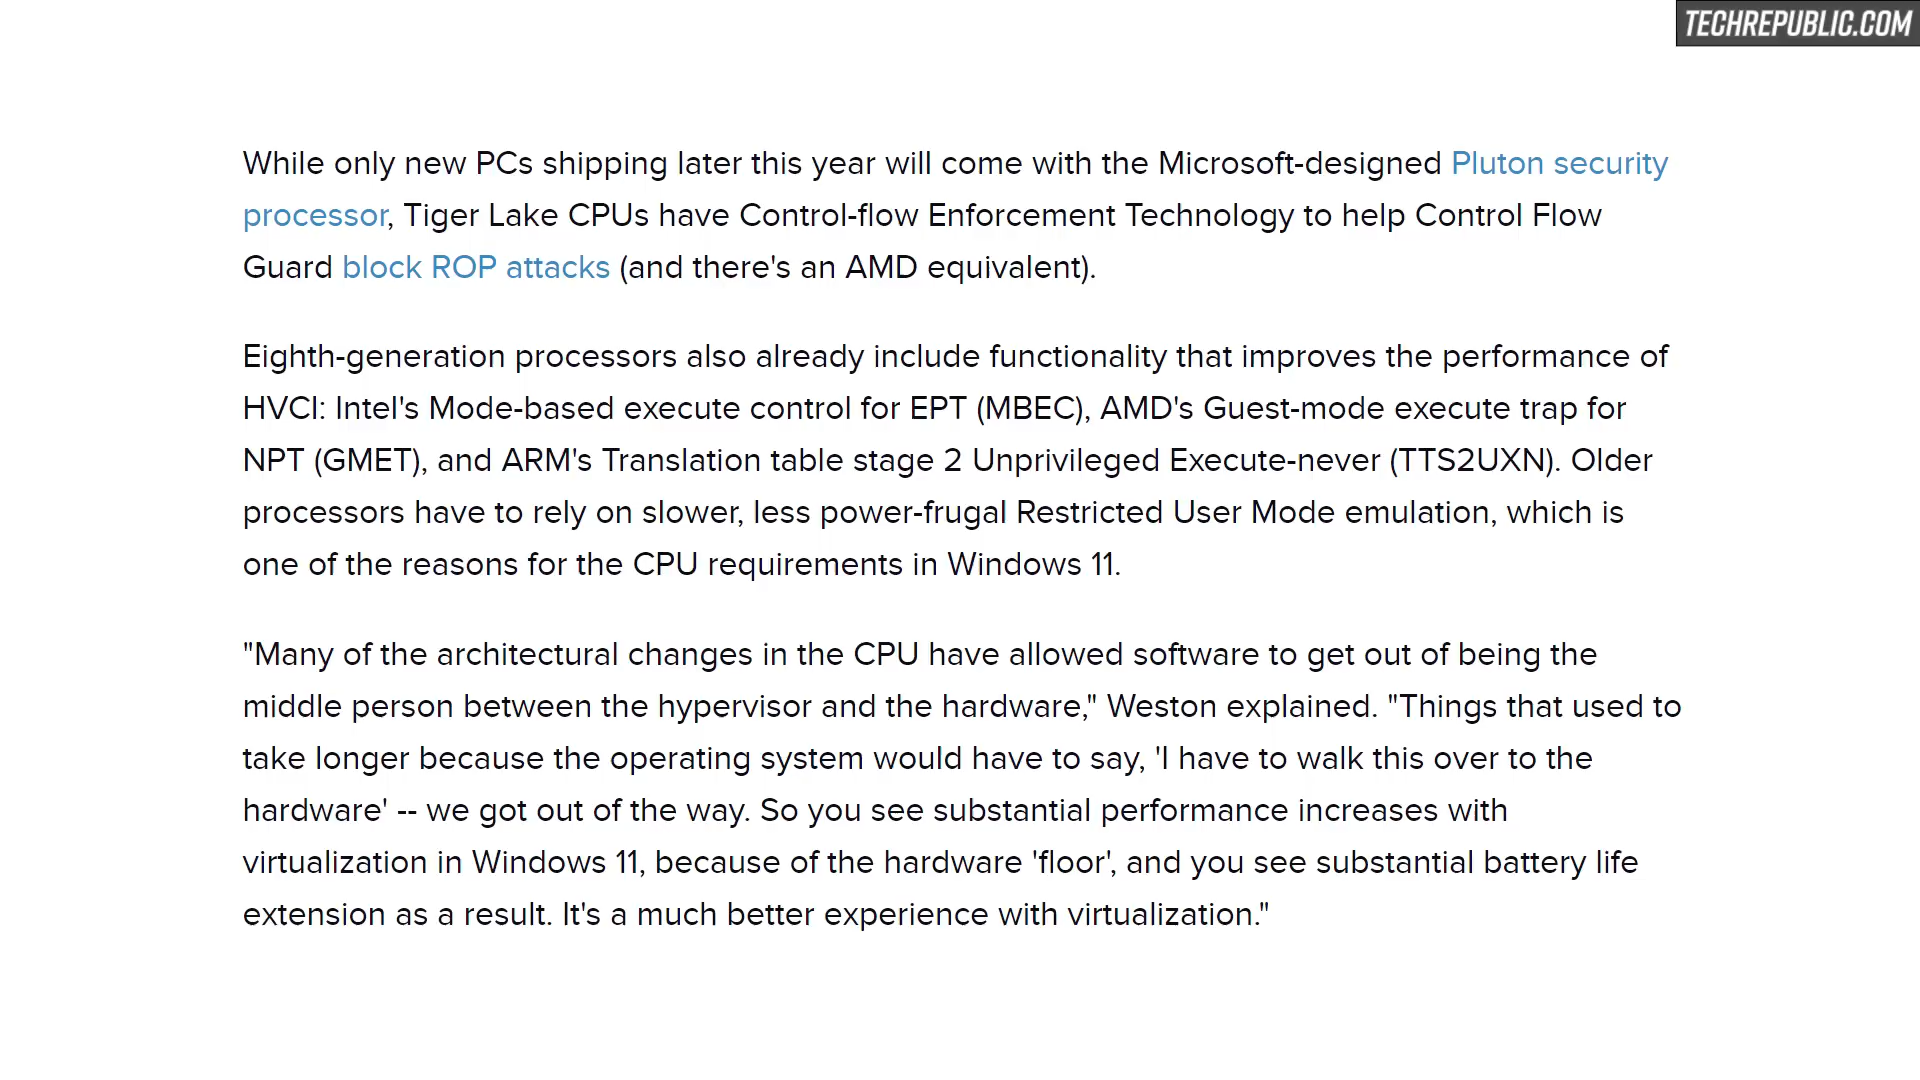 TECHREPUBLIC.COM
While only new PCs shipping later this year will come with the Microsoft-designed Pluton security
processor, Tiger Lake CPUs have Control-flow Enforcement Technology to help Control Flow
Guard block ROP attacks (and there's an AMD equivalent).
Eighth-generation processors also already include functionality that improves the performance of
HVCI: Intel's Mode-based execute control for EPT (MBEC), AMD's Guest-mode execute trap for
NPT (GMET), and ARM's Translation table stage 2 Unprivileged Execute-never (TTS2UXN). Older
processors have to rely on slower, less power-frugal Restricted User Mode emulation, which is
one of the reasons for the CPU requirements in Windows 11.
"Many of the architectural changes in the CPU have allowed software to get out of being the
middle person between the hypervisor and the hardware," Weston explained. "Things that used to
take longer because the operating system would have to say, 'I have to walk this over to the
hardware' -- we got out of the way. So you see substantial performance increases with
virtualization in Windows 11, because of the hardware 'floor', and you see substantial battery life
extension as a result. It's a much better experience with virtualization."